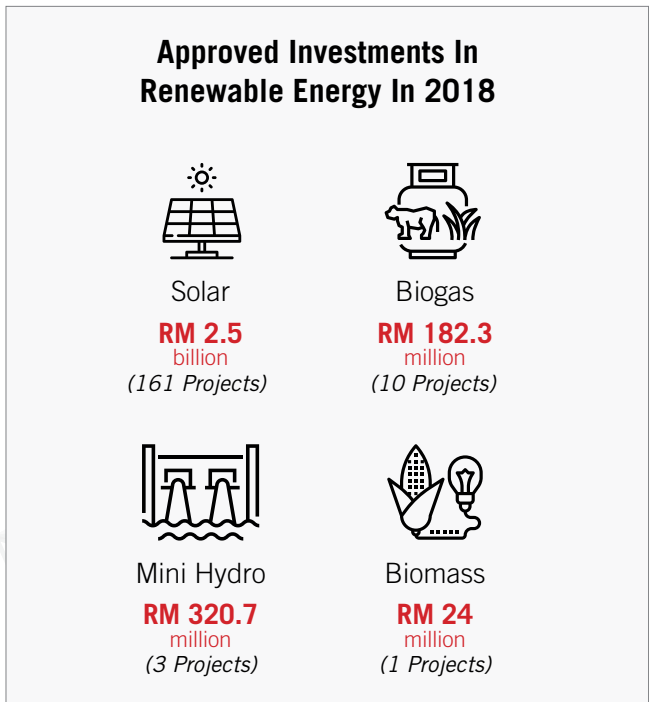 Approved Investments In
Renewable Energy In 2018
Solar
RM 2.5
billion
(161 Projects)
Biogas
RM 182.3
million
(10 Projects)
Mini Hydro
RM 320.7
million
(3 Projects)
Biomass
RM 24
million
(1 Projects)